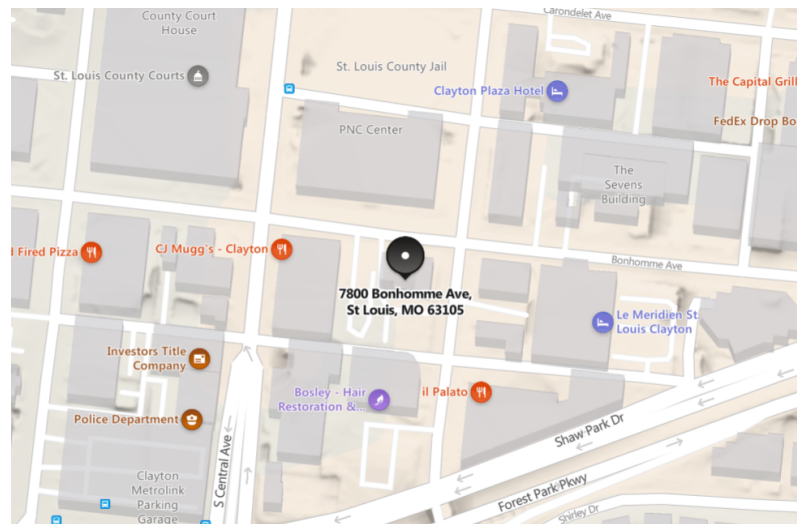 County Court
House
Carondelet Ave
St. Louis County Courts
St. Louis County Jail
Clayton Plaza Hotel
The Capital Grill
PNC Center
FedEx Drop Bo
The
Sevens
Building
Fired Pizza
CJ Mugg's - Clayton
Bonhomme Ave
7800 Bonhomme Ave,
St Louis, MO 63105
Le Meridien St.
Louis Clayton
Investors Title
Company
Bosley - Hair
Restoration &...
il Palato
Police Department
S Central Ave
Shaw Park Dr
Clayton
Metrolink
Parking
Garage
Forest Park Pkwy
Shirley Dr